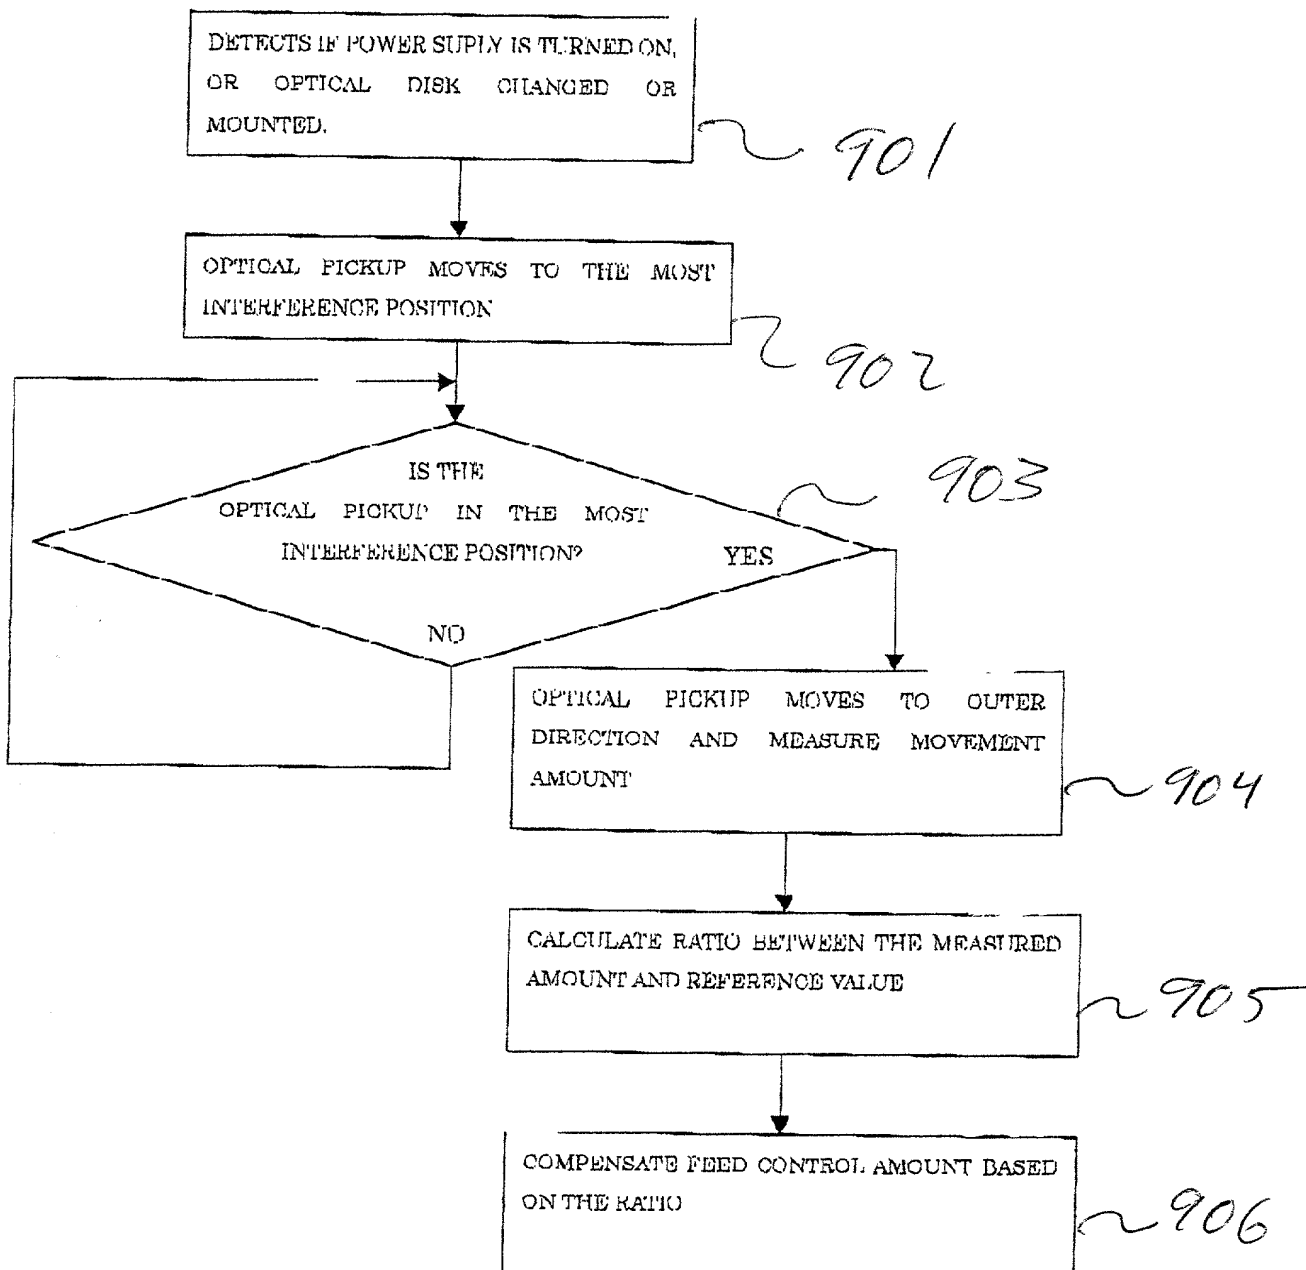 DETECTS IF POWER SUPLY IS TURNED ON,
OR OPTICAL DISK CHANGED OR
MOUNTED.
901
OPTICAL PICKUP MOVES TO THE MOST
INTERFERENCE POSITION
902
IS THE
OPTICAL PICKUP IN THE MOST
INTERFERENCE POSITION?
903
YES
NO
OPTICAL PICKUP MOVES TO OUTER
DIRECTION AND MEASURE MOVEMENT
AMOUNT
904
CALCULATE RATIO BETWEEN THE MEASURED
AMOUNT AND REFERENCE VALUE
905
COMPENSATE FEED CONTROL AMOUNT BASED
ON THE RATIO
906